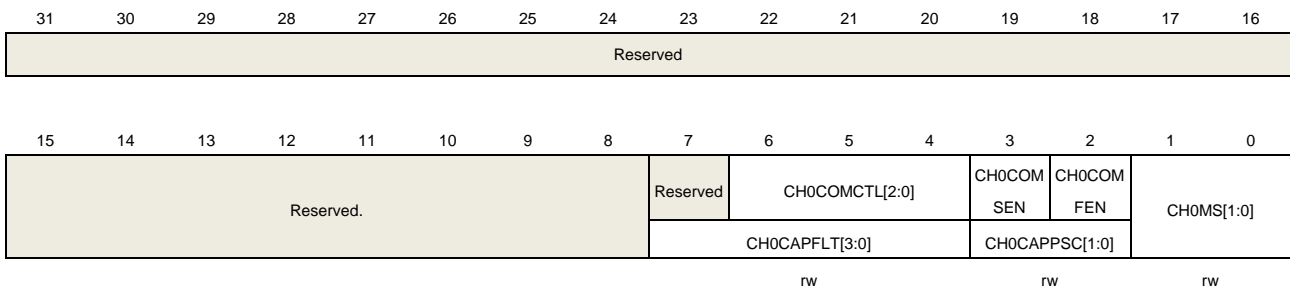 31 30 29 28 27 26 25 24 23 22 21 20 19 18 17 16
Reserved
15 14 13 12 11 10 9 8 7 6 5 4 3 2 1 0
Reserved.
Reserved
CH0COMCTL[2:0]
CH0COM
SEN
CH0COM
FEN
CH0MS[1:0]
CH0CAPFLT[3:0]
CH0CAPPSC[1:0]
rw rw rw